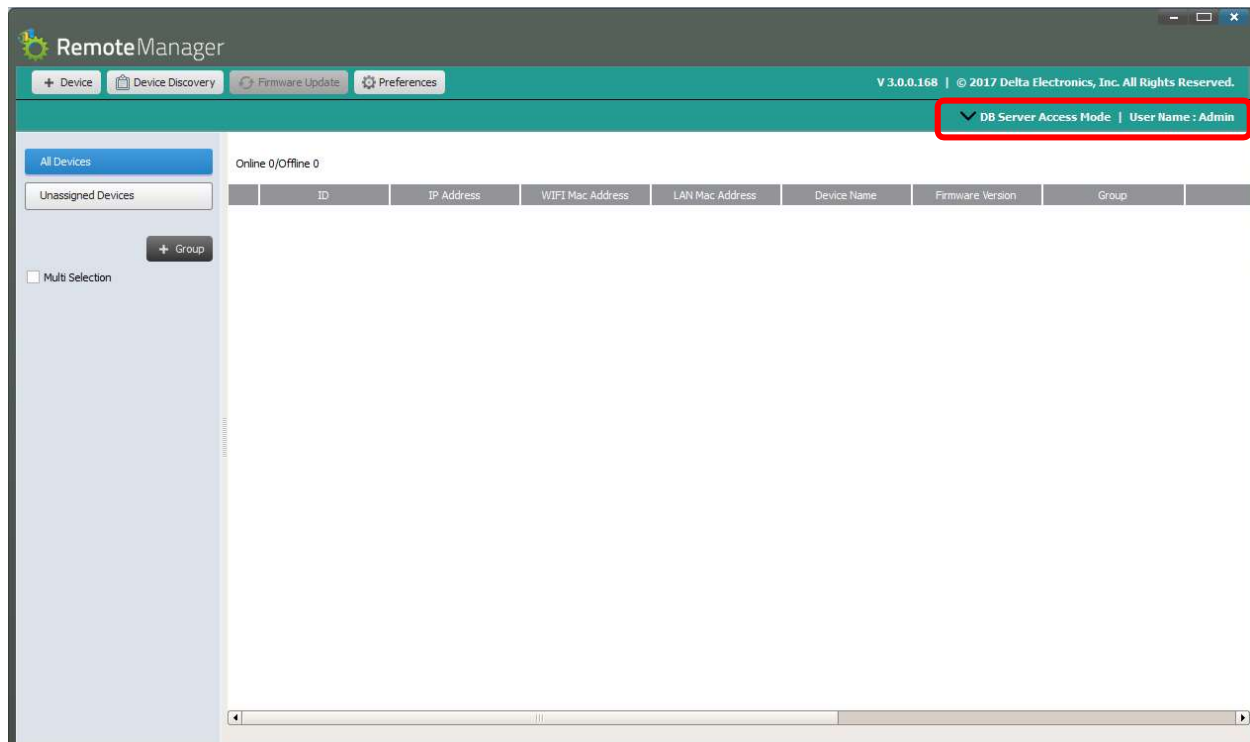 RemoteManager
+ Device Device Discovery Firmware Update Preferences V 3.0.0.168 | © 2017 Delta Electronics, Inc. All Rights Reserved.
DB Server Access Mode | User Name : Admin
All Devices
Online 0/Offline 0
Unassigned Devices
ID IP Address WIFI Mac Address LAN Mac Address Device Name Firmware Version Group
+ Group
Multi Selection